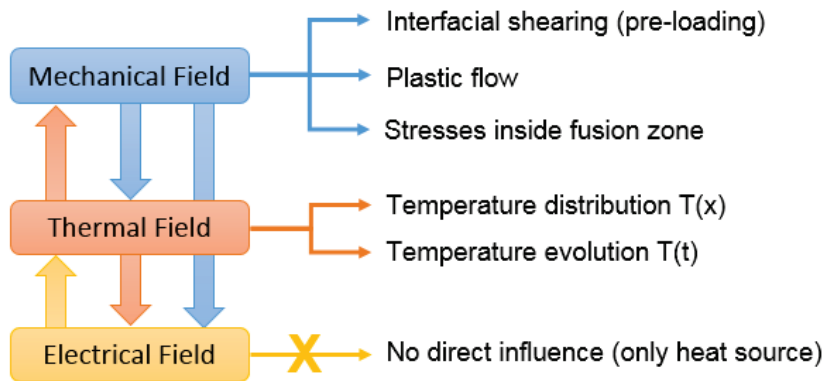 Mechanical Field
Interfacial shearing (pre-loading)
Plastic flow
Stresses inside fusion zone
Thermal Field
Temperature distribution T(x)
Temperature evolution T(t)
Electrical Field
X
No direct influence (only heat source)